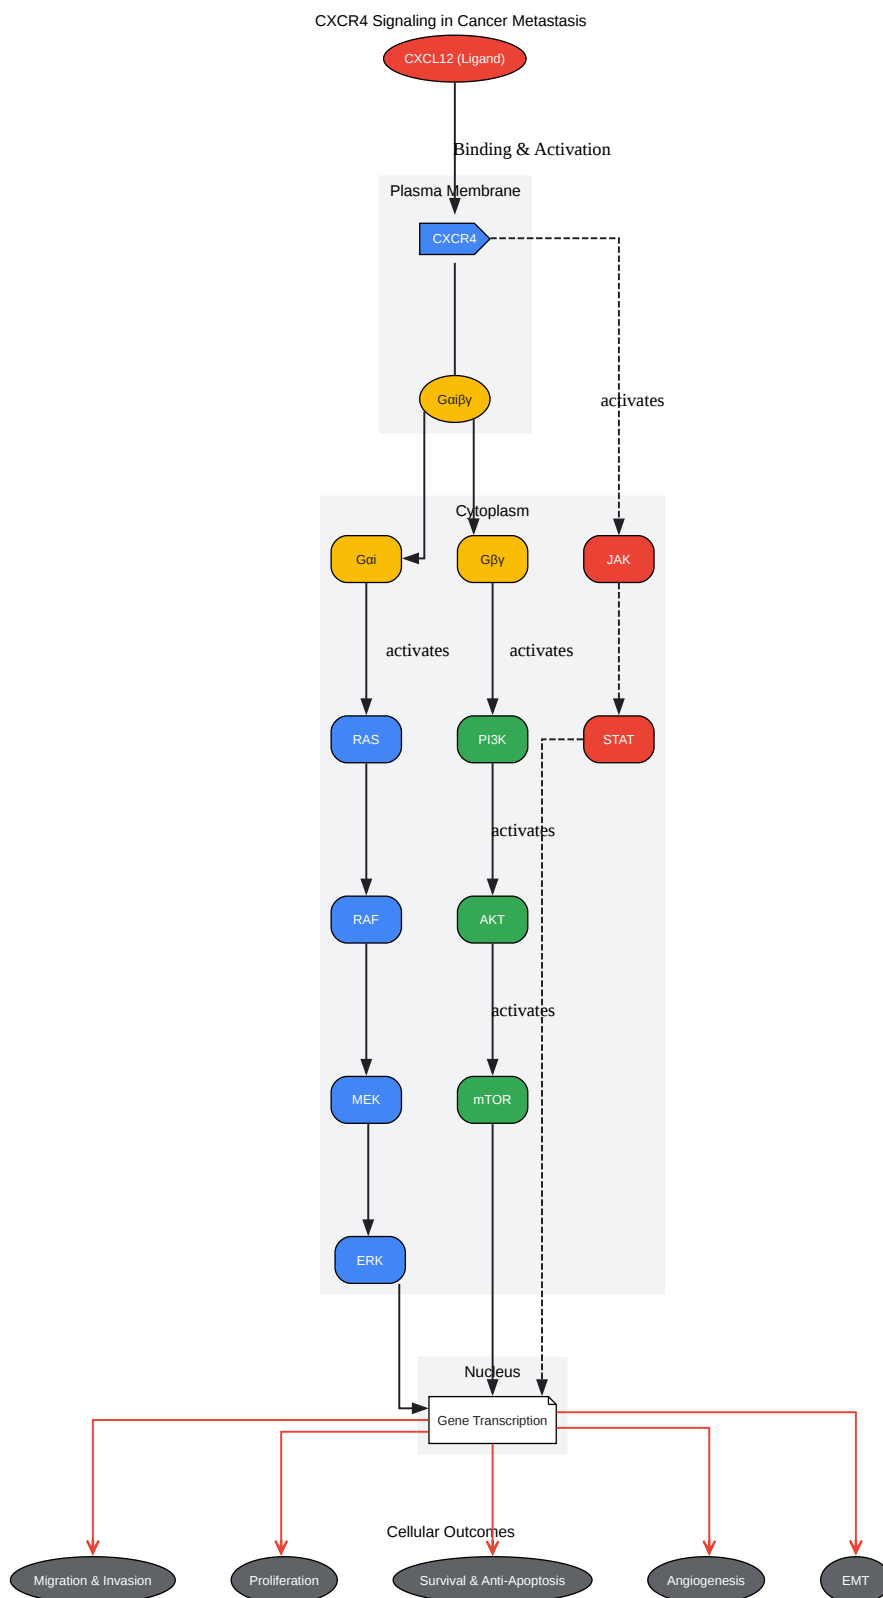 CXCR4 Signaling in Cancer Metastasis
CXCL12 (Ligand)
Binding & Activation
Plasma Membrane
CXCR4
Gαiβγ
activates
Cytoplasm
Gαi
Gβγ
JAK
activates
activates
RAS
PI3K
STAT
activates
RAF
AKT
activates
MEK
mTOR
ERK
Nucleus
Gene Transcription
Cellular Outcomes
Migration & Invasion
Proliferation
Survival & Anti-Apoptosis
Angiogenesis
EMT